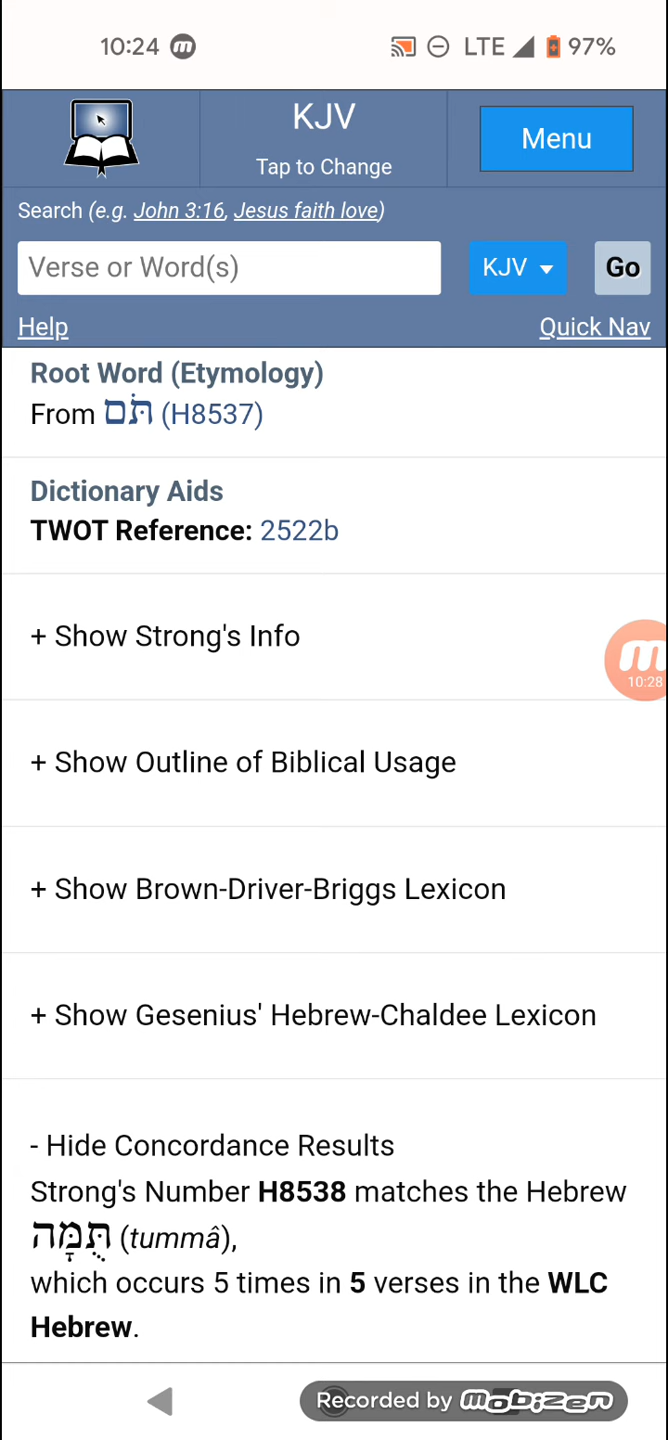 10:24 m LTE 97%
KJV
Tap to Change
Menu
Search (e.g. John 3:16, Jesus faith love)
Verse or Word(s) KJV Go
Help Quick Nav
Root Word (Etymology)
From תֹּם (H8537)
Dictionary Aids
TWOT Reference: 2522b
+ Show Strong's Info
m
10:28
+ Show Outline of Biblical Usage
+ Show Brown-Driver-Briggs Lexicon
+ Show Gesenius' Hebrew-Chaldee Lexicon
- Hide Concordance Results
Strong's Number H8538 matches the Hebrew
תֻּמָּה (tummâ),
which occurs 5 times in 5 verses in the WLC
Hebrew.
Recorded by mobizen